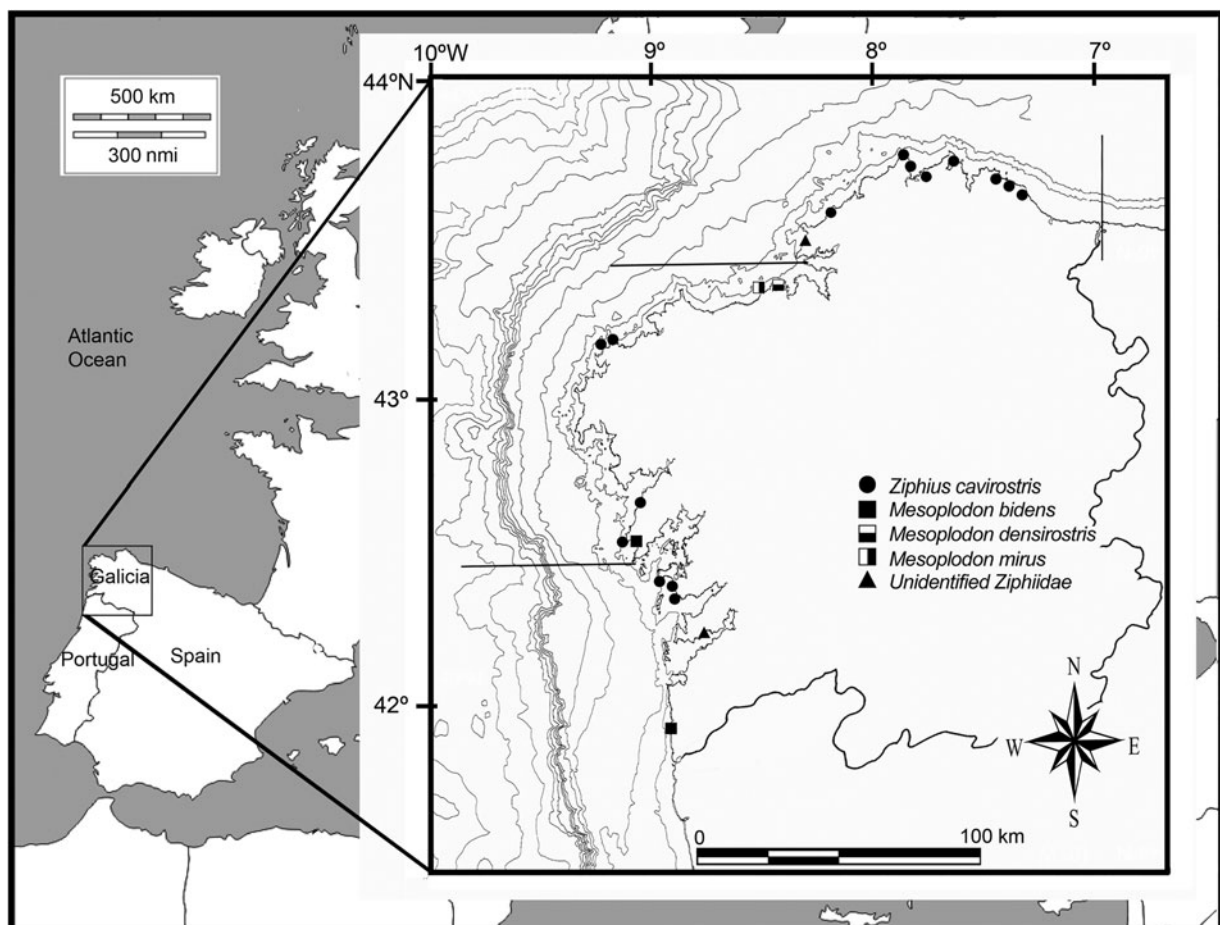 10ºW 9º 8º 7º
44ºN
500 km
300 nmi
Atlantic
Ocean
43º
Ziphius cavirostris
Mesoplodon bidens
Mesoplodon densirostris
Mesoplodon mirus
Unidentified Ziphiidae
Galicia
Portugal Spain
42º
N
W E
S
0 100 km